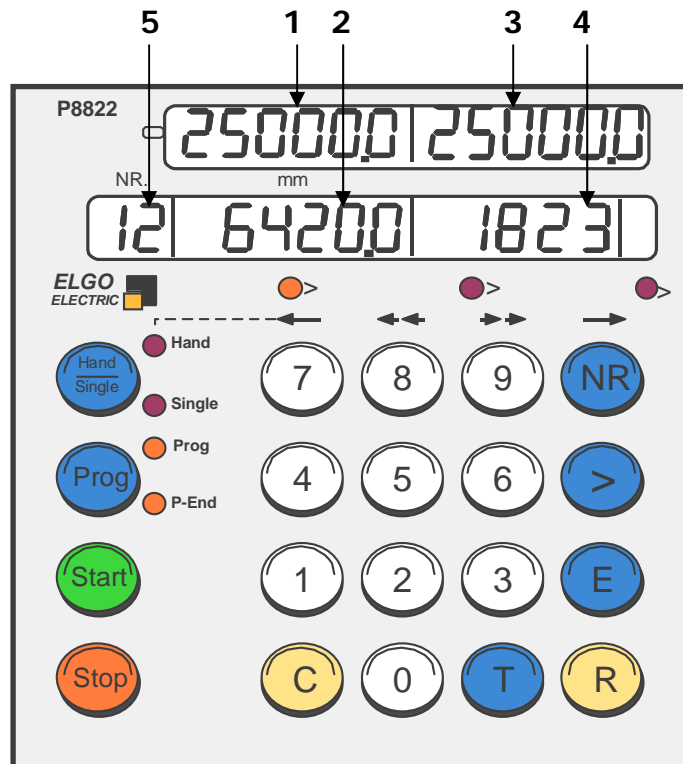 5 1 2 3 4
P8822
25000.0 25000.0
NR. mm
12 6420.0 1823
ELGO
ELECTRIC
> > >
Hand
Single
Hand
7 8 9 NR
Single
Prog
Prog
4 5 6 >
P-End
Start
1 2 3 E
Stop
C 0 T R